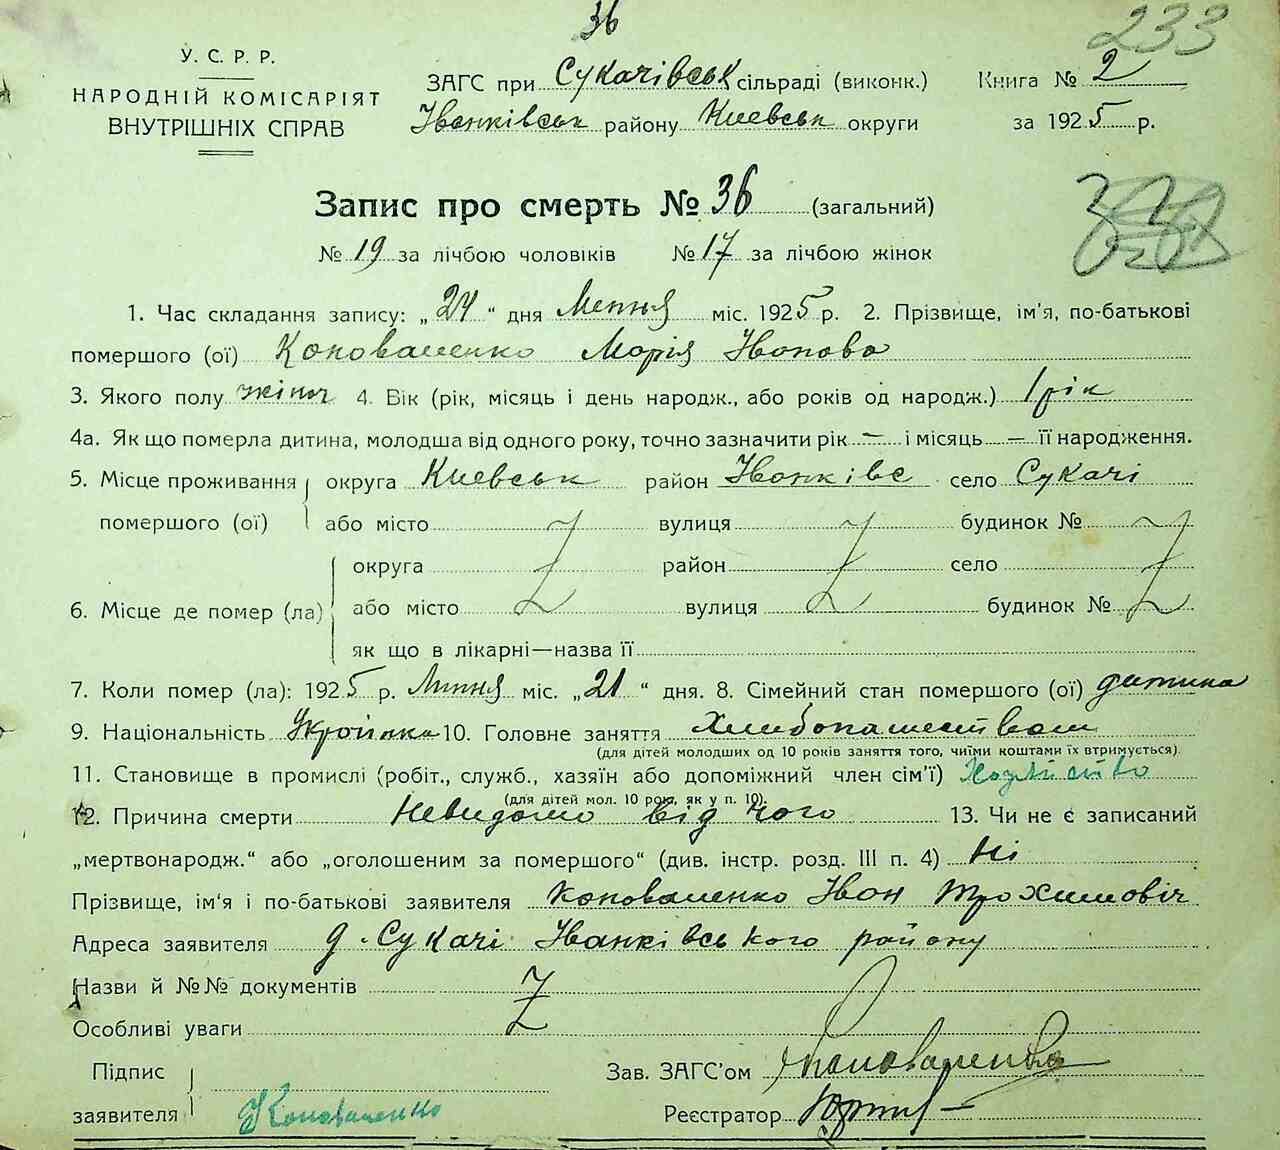 36
233
У. С. Р. Р.
НАРОДНІЙ КОМІСАРІЯТ
ВНУТРІШНІХ СПРАВ
ЗАГС при Сукачівськ сільраді (виконк.)
Іванківськ району Киевськ округи
Книга № 2
за 1925 р.
Запис про смерть № 36 (загальний)
№ 19 за лічбою чоловіків № 17 за лічбою жінок
1. Час складання запису: „24“ дня Липня міс. 1925 р. 2. Прізвище, ім'я, по-батькові
помершого (ої) Коноваленко Марія Іванова
3. Якого полу жіноч 4. Вік (рік, місяць і день народж., або років од народж.) 1 рік
4а. Як що померла дитина, молодша від одного року, точно зазначити рік — і місяць — її народження.
5. Місце проживання округа Киевськ район Іванківс село Сукачі
помершого (ої) або місто Z вулиця Z будинок № Z
округа район село
6. Місце де помер (ла) або місто вулиця будинок №
як що в лікарні—назва її
7. Коли помер (ла): 1925 р. Липня міс. „21“ дня. 8. Сімейний стан помершого (ої) дитина
9. Національність Украінка 10. Головне заняття Хлибопашеством
(для дітей молодших од 10 років заняття того, чиїми коштами їх втримується).
11. Становище в промислі (робіт., служб., хазяїн або допоміжний член сім'ї)
(для дітей мол. 10 рок., як у п. 10).
12. Причина смерти Невидомо від чого 13. Чи не є записаний
„мертвонародж.“ або „оголошеним за помершого“ (див. інстр. розд. III п. 4) Ні
Прізвище, ім'я і по-батькові заявителя Коноваленко Іван Трохимовіч
Адреса заявителя д. Сукачі Іванківського району
Назви й №№ документів Z
Особливі уваги
Підпис
заявителя Коноваленко
Зав. ЗАГС'ом Коноваленко
Реєстратор